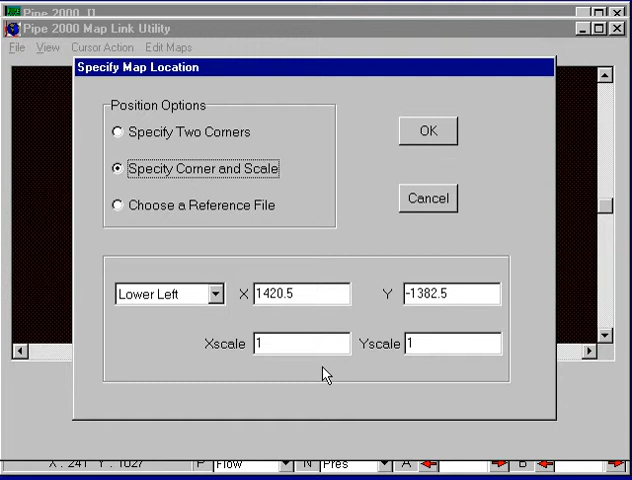 Pipe 2000 Map Link Utility
File View Cursor Action Edit Maps
Specify Map Location
Position Options
Specify Two Corners
Specify Corner and Scale
Choose a Reference File
OK
Cancel
Lower Left X 1420.5 Y -1382.5
Xscale 1 Yscale 1
X : 241 Y : 1027 P Flow N Pres A B